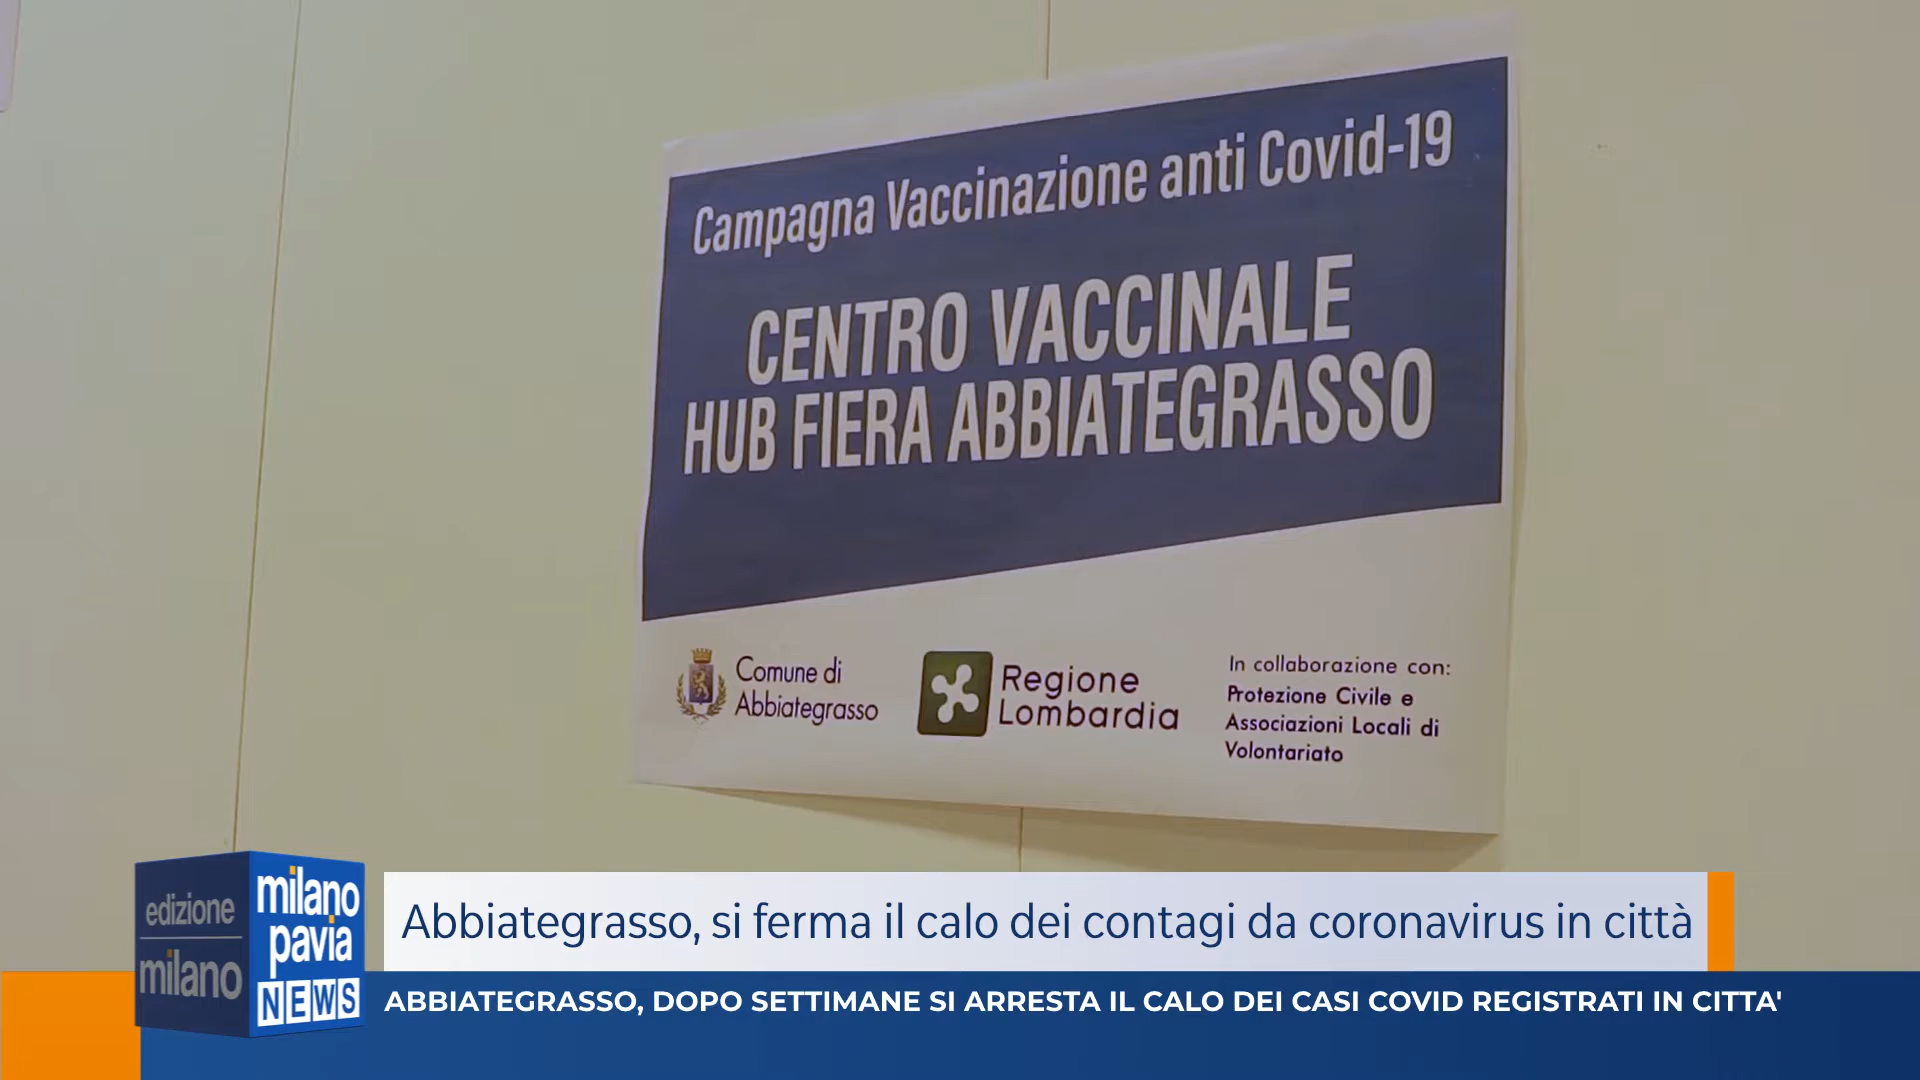 Campagna Vaccinazione anti Covid-19
CENTRO VACCINALE
HUB FIERA ABBIATEGRASSO
Comune di
Abbiategrasso
Regione
Lombardia
In collaborazione con:
Protezione Civile e
Associazioni Locali di
Volontariato
edizione
milano
milano
pavia
NEWS
Abbiategrasso, si ferma il calo dei contagi da coronavirus in città
ABBIATEGRASSO, DOPO SETTIMANE SI ARRESTA IL CALO DEI CASI COVID REGISTRATI IN CITTA'